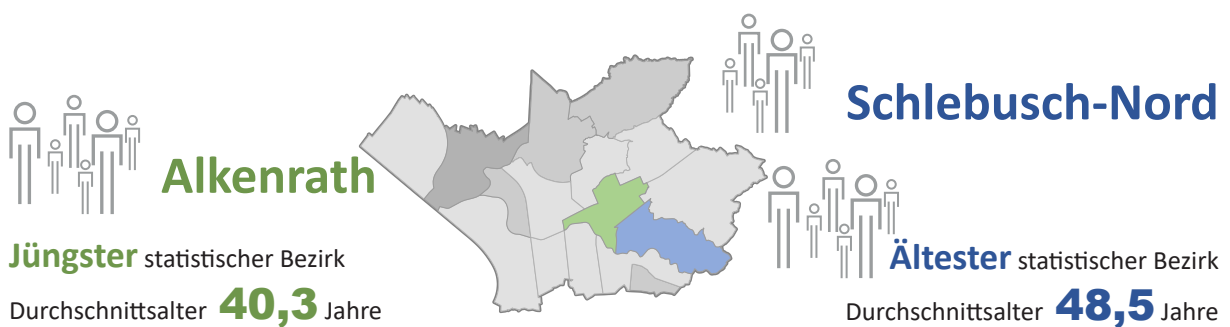 Alkenrath
Jüngster statistischer Bezirk
Durchschnittsalter 40,3 Jahre
Schlebusch-Nord
Ältester statistischer Bezirk
Durchschnittsalter 48,5 Jahre